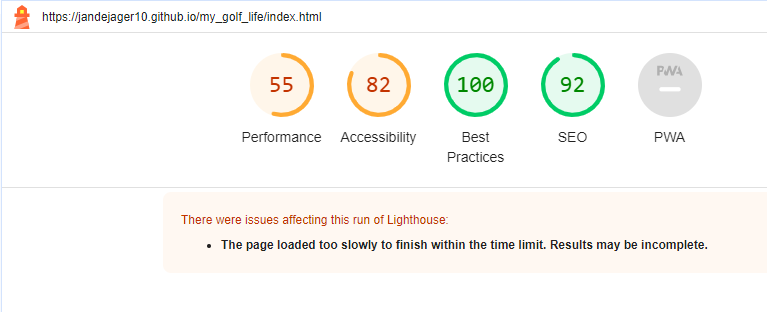 https://jandejager10.github.io/my_golf_life/index.html
55 82 100 92 PWA
Performance Accessibility Best Practices SEO PWA
There were issues affecting this run of Lighthouse:
• The page loaded too slowly to finish within the time limit. Results may be incomplete.